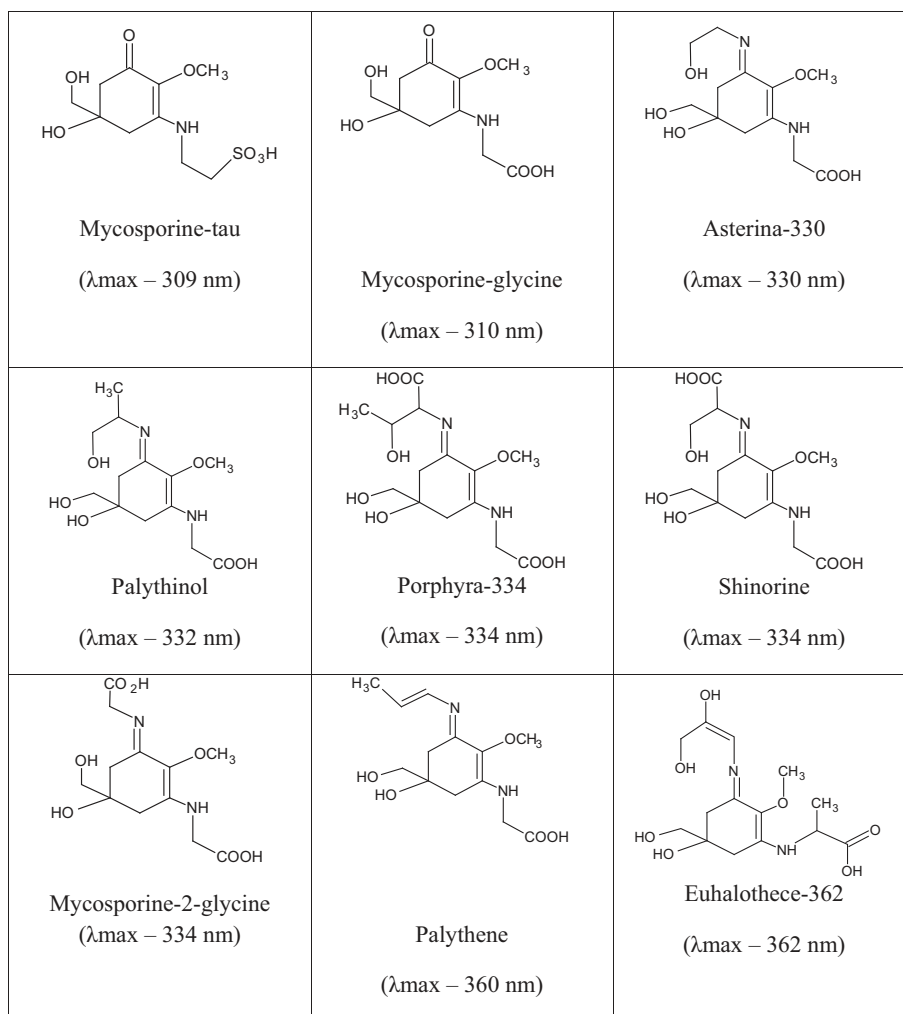 O
OH
OCH3
HO
NH
SO3H
Mycosporine-tau
(λmax – 309 nm)
O
OH
OCH3
HO
NH
COOH
Mycosporine-glycine
(λmax – 310 nm)
OH
N
OCH3
HO
HO
NH
COOH
Asterina-330
(λmax – 330 nm)
H3C
OH
N
OCH3
HO
HO
NH
COOH
Palythinol
(λmax – 332 nm)
HOOC
H3C
OH
N
OCH3
HO
HO
NH
COOH
Porphyra-334
(λmax – 334 nm)
HOOC
OH
N
OCH3
HO
HO
NH
COOH
Shinorine
(λmax – 334 nm)
CO2H
N
OH
OCH3
HO
NH
COOH
Mycosporine-2-glycine
(λmax – 334 nm)
H3C
N
OCH3
HO
HO
NH
COOH
Palythene
(λmax – 360 nm)
OH
OH
N
CH3
O
CH3
HO
HO
NH
O
OH
Euhalothece-362
(λmax – 362 nm)